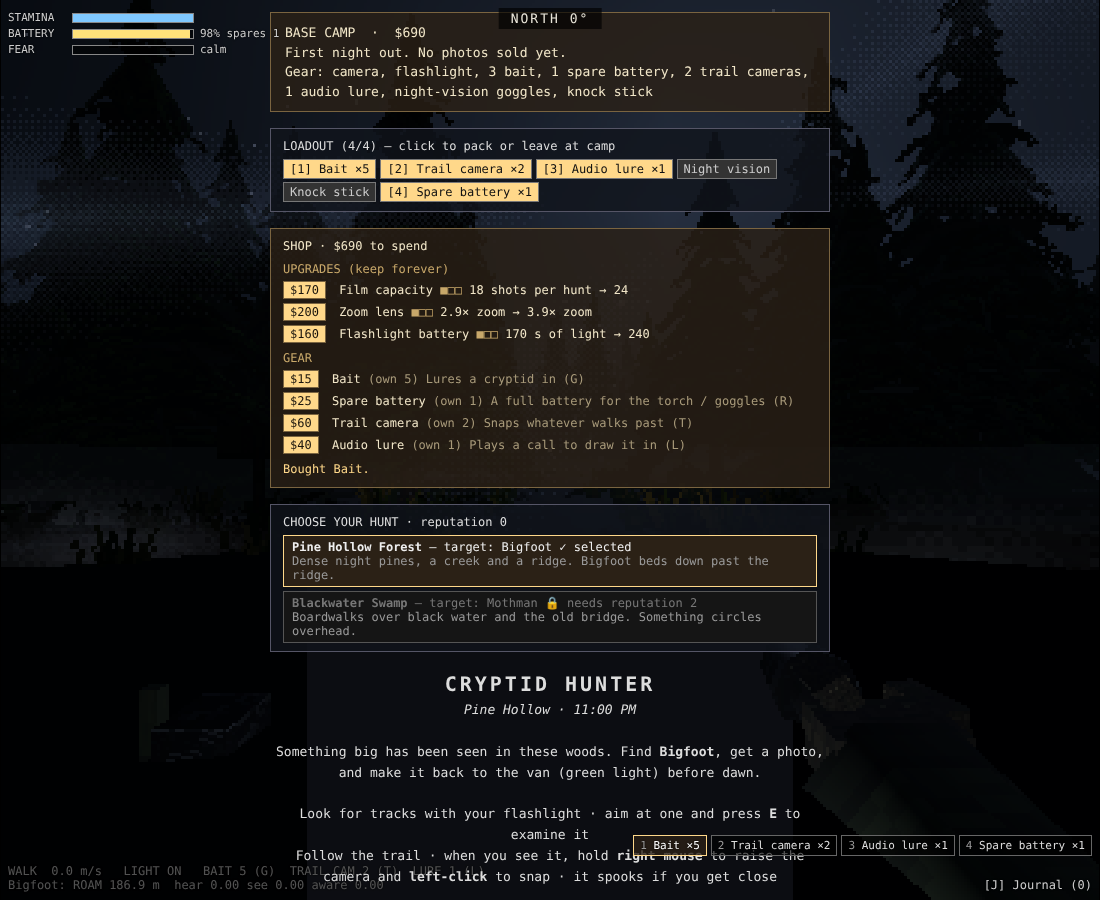 NORTH 0°
STAMINA
BATTERY 98% spares 1
FEAR calm
BASE CAMP · $690
First night out. No photos sold yet.
Gear: camera, flashlight, 3 bait, 1 spare battery, 2 trail cameras,
1 audio lure, night-vision goggles, knock stick
LOADOUT (4/4) — click to pack or leave at camp
[1] Bait ×5 [2] Trail camera ×2 [3] Audio lure ×1 Night vision
Knock stick [4] Spare battery ×1
SHOP · $690 to spend
UPGRADES (keep forever)
$170 Film capacity ■□□ 18 shots per hunt → 24
$200 Zoom lens ■□□ 2.9× zoom → 3.9× zoom
$160 Flashlight battery ■□□ 170 s of light → 240
GEAR
$15 Bait (own 5) Lures a cryptid in (G)
$25 Spare battery (own 1) A full battery for the torch / goggles (R)
$60 Trail camera (own 2) Snaps whatever walks past (T)
$40 Audio lure (own 1) Plays a call to draw it in (L)
Bought Bait.
CHOOSE YOUR HUNT · reputation 0
Pine Hollow Forest — target: Bigfoot ✓ selected
Dense night pines, a creek and a ridge. Bigfoot beds down past the
ridge.
Blackwater Swamp — target: Mothman 🔒 needs reputation 2
Boardwalks over black water and the old bridge. Something circles
overhead.
CRYPTID HUNTER
Pine Hollow · 11:00 PM
Something big has been seen in these woods. Find Bigfoot, get a photo,
and make it back to the van (green light) before dawn.
Look for tracks with your flashlight · aim at one and press E to
examine it
Follow the trail · when you see it, hold right mouse to raise the
camera and left-click to snap · it spooks if you get close
1 Bait ×5 2 Trail camera ×2 3 Audio lure ×1 4 Spare battery ×1
WALK 0.0 m/s LIGHT ON BAIT 5 (G) TRAIL CAM 2 (T) LURE 1 (L)
Bigfoot: ROAM 186.9 m hear 0.00 see 0.00 aware 0.00
[J] Journal (0)